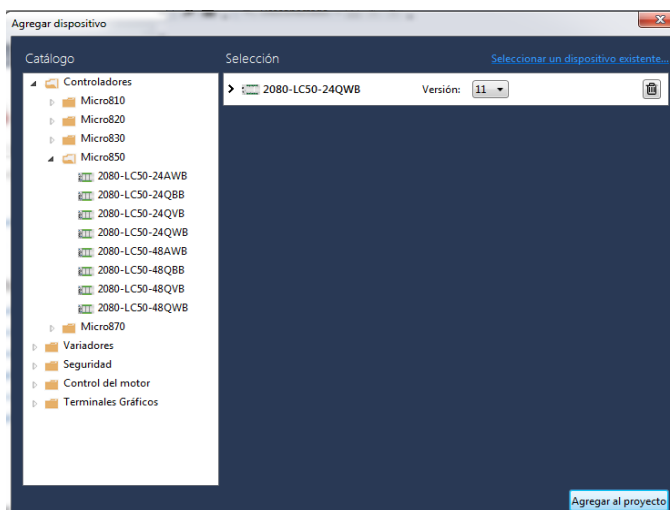 Agregar dispositivo
Catálogo
Selección
Seleccionar un dispositivo existente...
Controladores
Micro810
Micro820
Micro830
Micro850
2080-LC50-24AWB
2080-LC50-24QBB
2080-LC50-24QVB
2080-LC50-24QWB
2080-LC50-48AWB
2080-LC50-48QBB
2080-LC50-48QVB
2080-LC50-48QWB
Micro870
Variadores
Seguridad
Control del motor
Terminales Gráficos
2080-LC50-24QWB Versión: 11
Agregar al proyecto